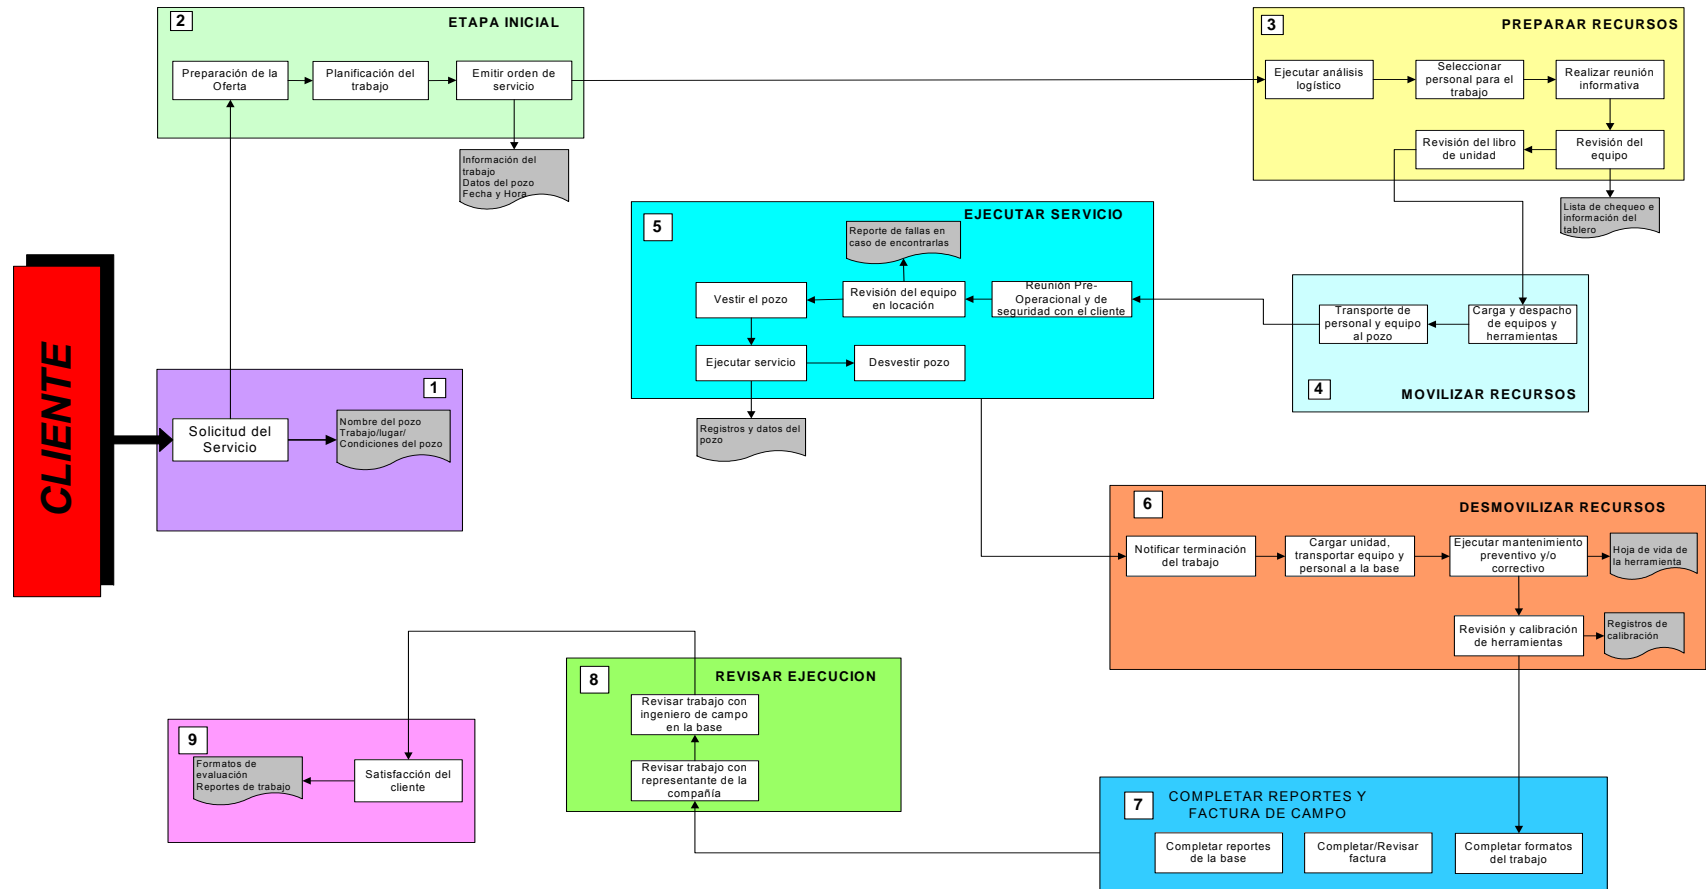 CLIENTE
1
Solicitud del
Servicio
Nombre del pozo
Trabajo/lugar/
Condiciones del pozo
2
ETAPA INICIAL
Preparación de la
Oferta
Planificación del
trabajo
Emitir orden de
servicio
Información del
trabajo
Datos del pozo
Fecha y Hora
3
PREPARAR RECURSOS
Ejecutar análisis
logístico
Seleccionar
personal para el
trabajo
Realizar reunión
informativa
Revisión del libro
de unidad
Revisión del
equipo
Lista de chequeo e
información del
tablero
Carga y despacho
de equipos y
herramientas
Transporte de
personal y equipo
al pozo
4
MOVILIZAR RECURSOS
5
EJECUTAR SERVICIO
Reporte de fallas en
caso de encontrarlas
Reunión Pre-
Operacional y de
seguridad con el cliente
Revisión del equipo
en locación
Vestir el pozo
Ejecutar servicio
Desvestir pozo
Registros y datos del
pozo
6
DESMOVILIZAR RECURSOS
Notificar terminación
del trabajo
Cargar unidad,
transportar equipo y
personal a la base
Ejecutar mantenimiento
preventivo y/o
correctivo
Hoja de vida de
la herramienta
Revisión y calibración
de herramientas
Registros de
calibración
7
COMPLETAR REPORTES Y
FACTURA DE CAMPO
Completar reportes
de la base
Completar/Revisar
factura
Completar formatos
del trabajo
8
REVISAR EJECUCION
Revisar trabajo con
ingeniero de campo
en la base
Revisar trabajo con
representante de la
compañía
9
Formatos de
evaluación
Reportes de trabajo
Satisfacción del
cliente